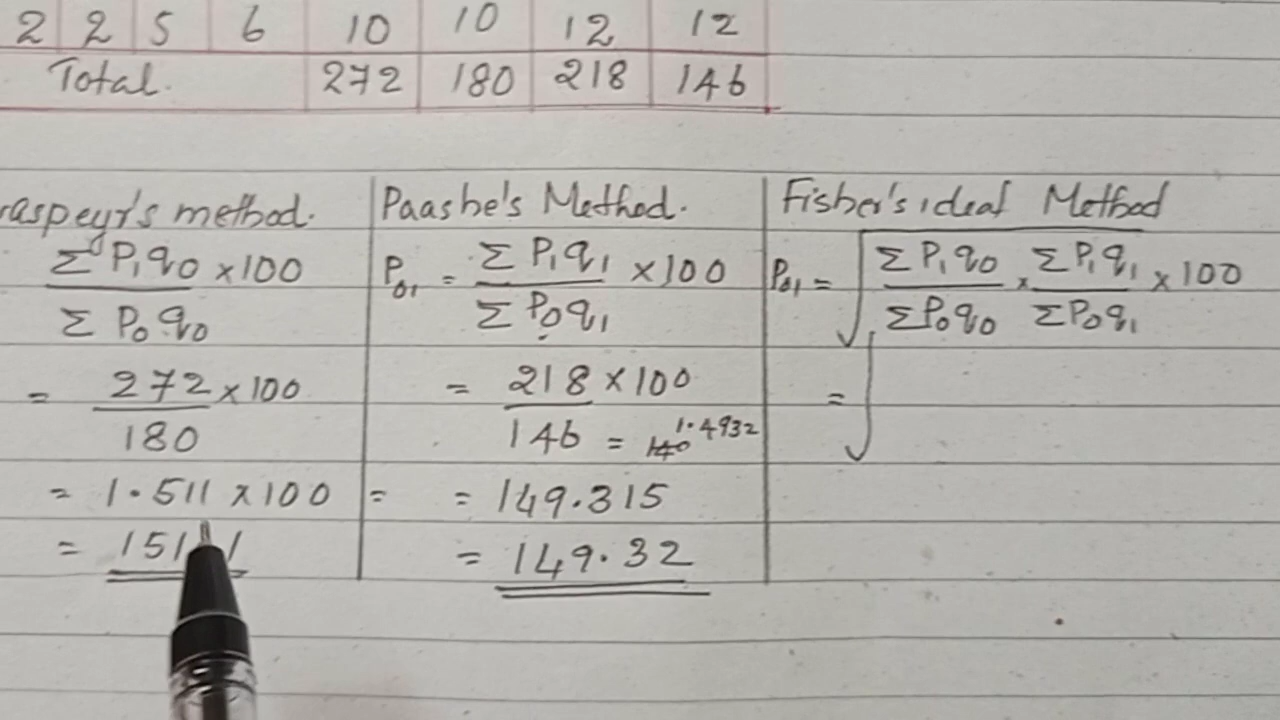 2 2 5 6 10 10 12 12
Total. 272 180 218 146
aspeyr's method.
Σ P₁q₀ × 100
Σ P₀q₀
= 272 × 100
180
= 1.511 × 100 =
= 151 1
Paashe's Method.
P₀₁ = Σ P₁q₁ × 100
Σ P₀q₁
= 218 × 100
146 = 1.4932
= 149.315
= 149.32
Fisher's ideal Method
P₀₁ = √ Σ P₁q₀ × Σ P₁q₁ × 100
Σ P₀q₀ Σ P₀q₁
= √